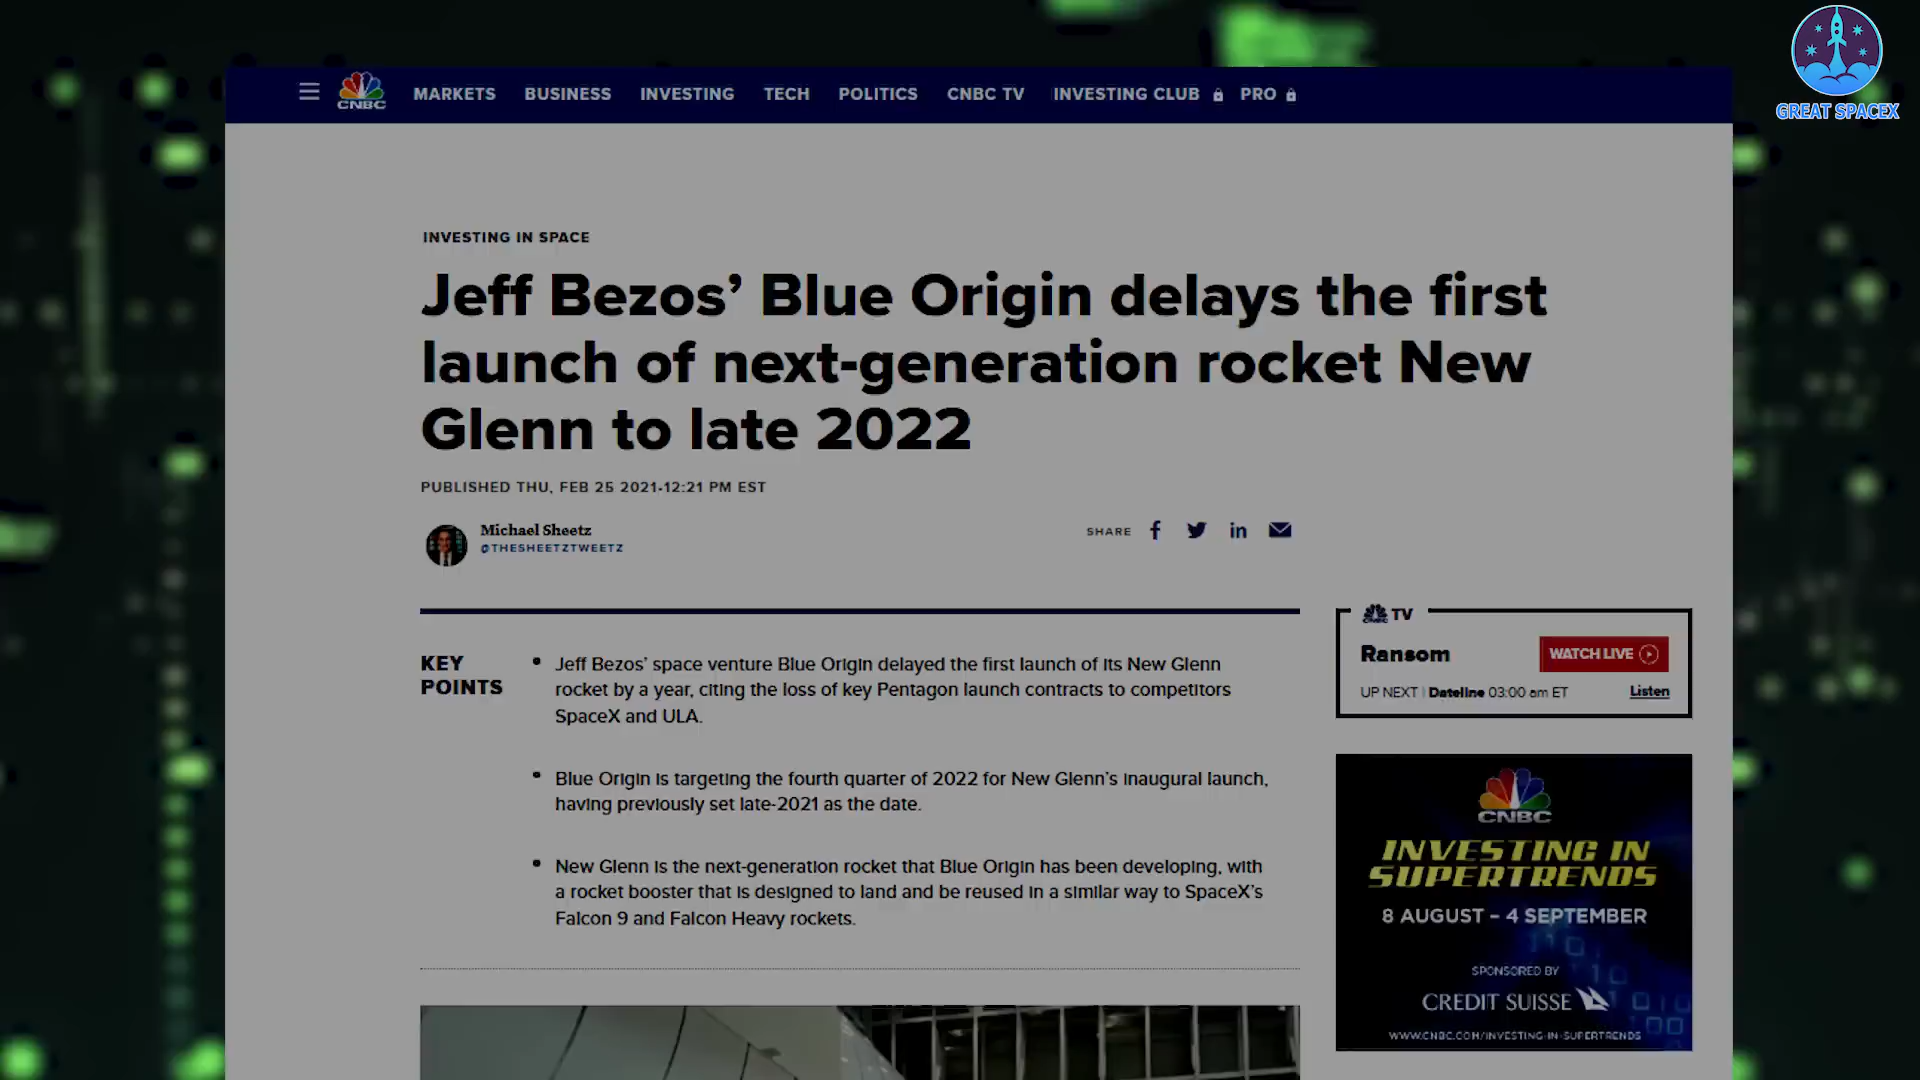 GREAT SPACEX
CNBC
MARKETS BUSINESS INVESTING TECH POLITICS CNBC TV INVESTING CLUB PRO
INVESTING IN SPACE
Jeff Bezos’ Blue Origin delays the first
launch of next-generation rocket New
Glenn to late 2022
PUBLISHED THU, FEB 25 2021-12:21 PM EST
Michael Sheetz
@THESHEETZTWEETZ
SHARE
KEY
POINTS
Jeff Bezos’ space venture Blue Origin delayed the first launch of its New Glenn
rocket by a year, citing the loss of key Pentagon launch contracts to competitors
SpaceX and ULA.
Blue Origin is targeting the fourth quarter of 2022 for New Glenn’s inaugural launch,
having previously set late-2021 as the date.
New Glenn is the next-generation rocket that Blue Origin has been developing, with
a rocket booster that is designed to land and be reused in a similar way to SpaceX’s
Falcon 9 and Falcon Heavy rockets.
CNBC TV
Ransom
WATCH LIVE
UP NEXT | Dateline 03:00 am ET
Listen
CNBC
INVESTING IN
SUPERTRENDS
8 AUGUST – 4 SEPTEMBER
SPONSORED BY
CREDIT SUISSE
WWW.CNBC.COM/INVESTING-IN-SUPERTRENDS